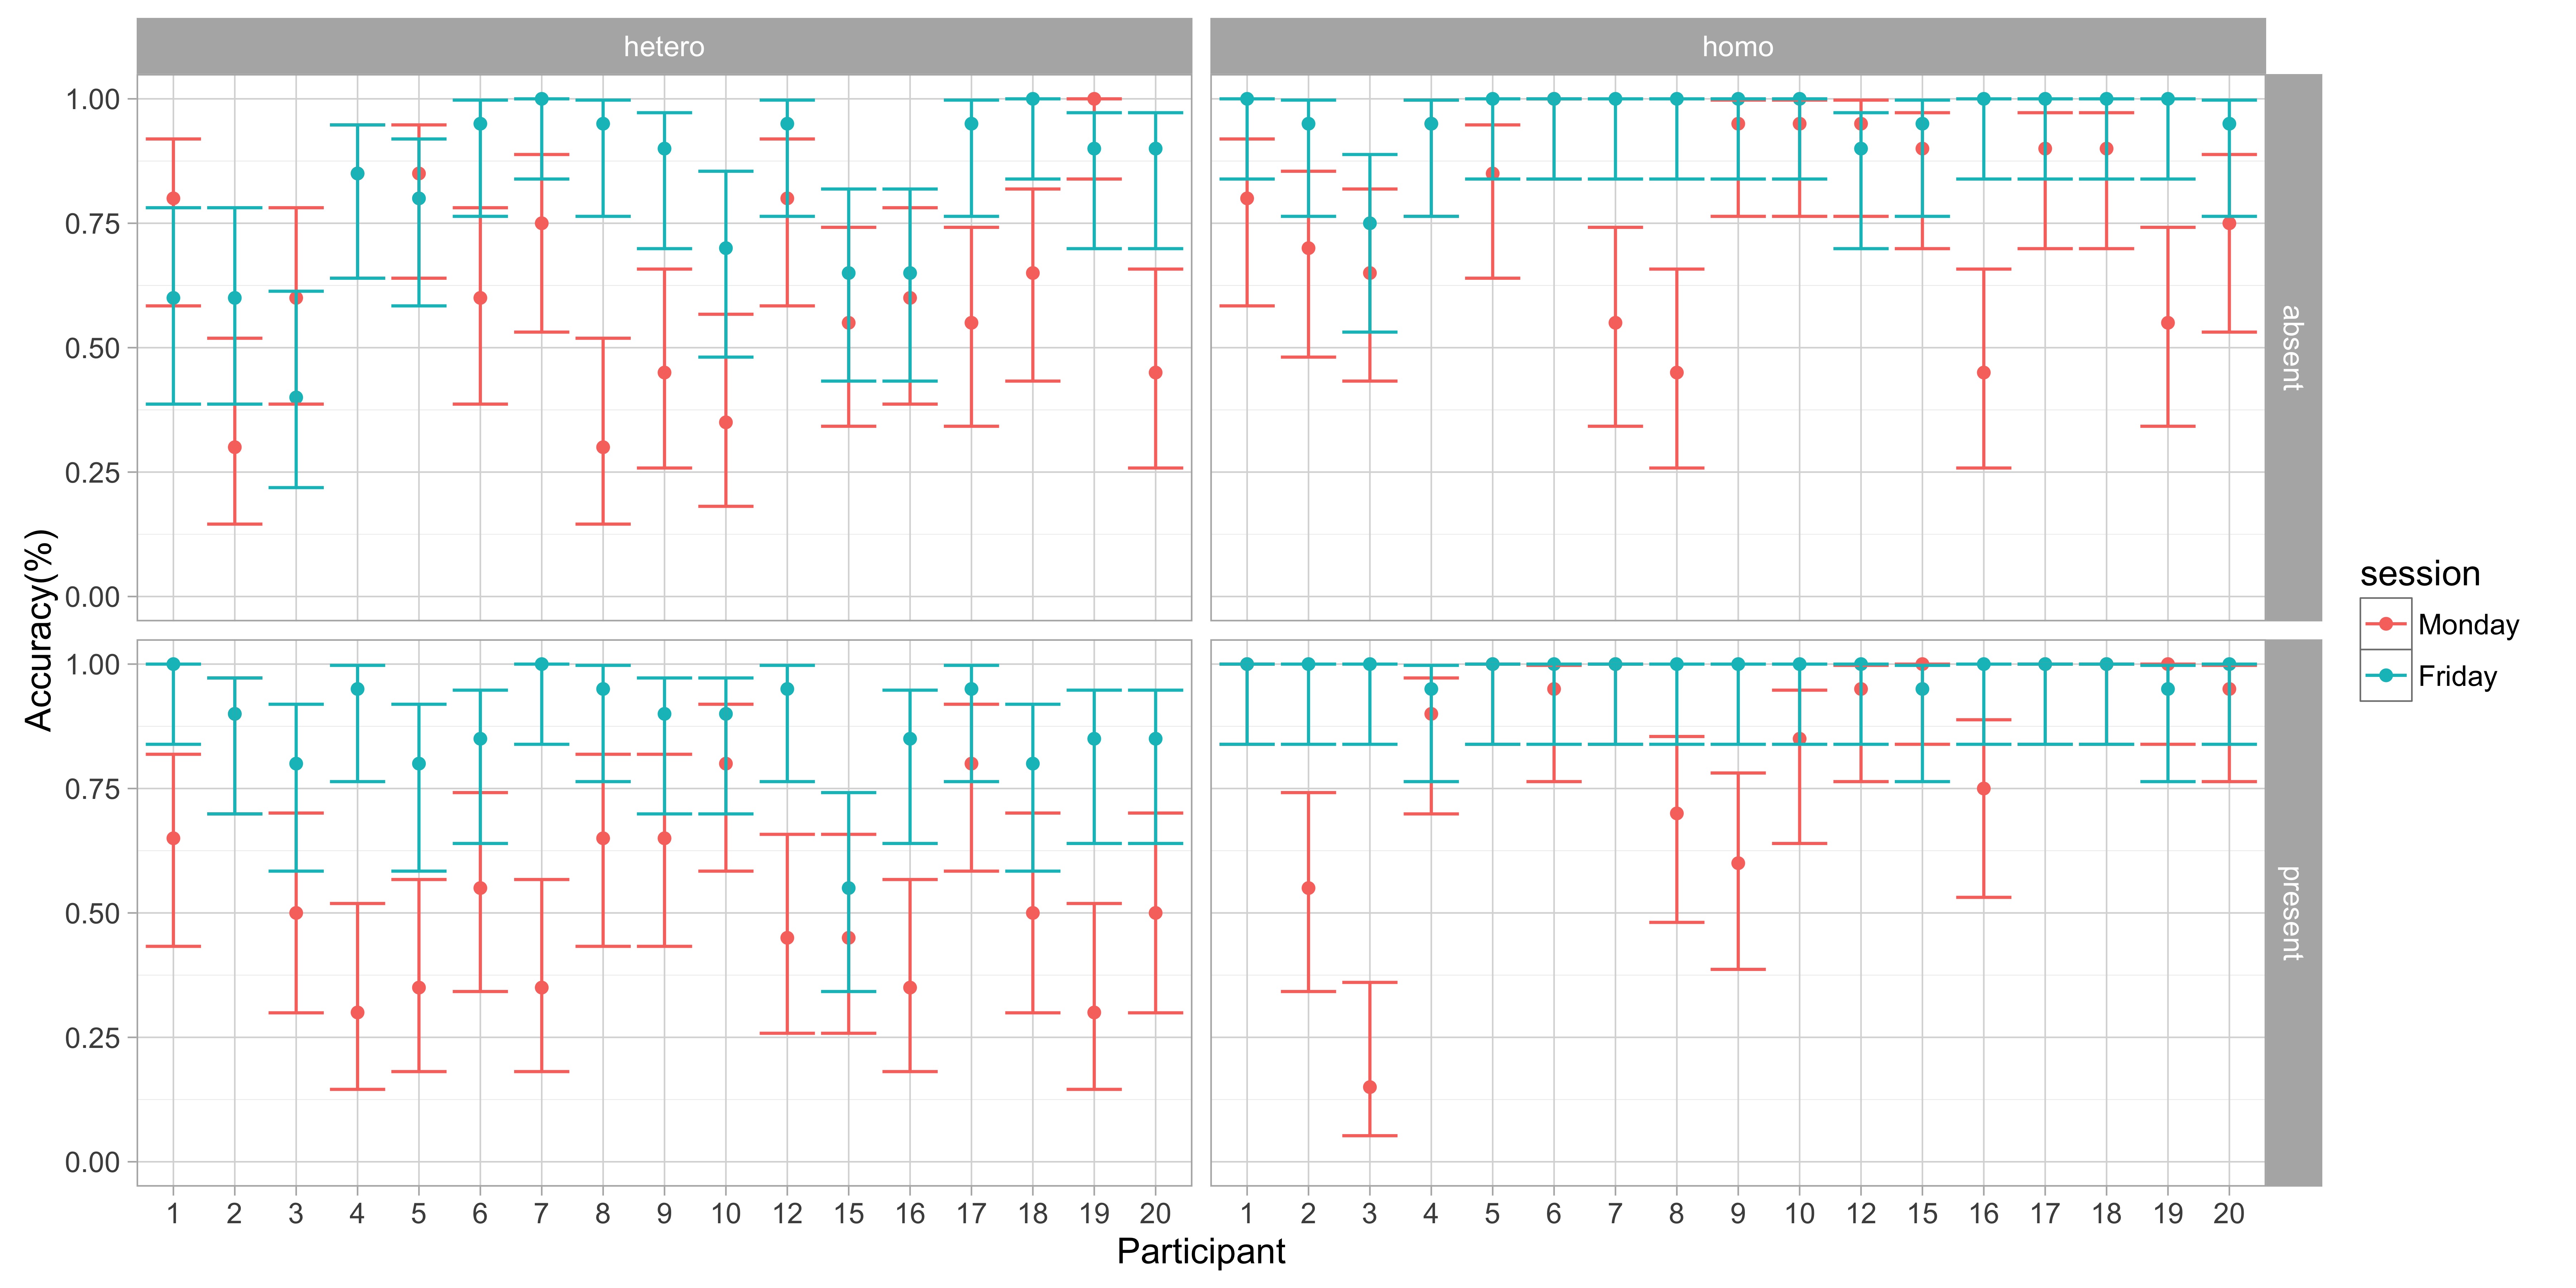 hetero homo
1.00
0.75
0.50
0.25
0.00
absent
1.00
0.75
0.50
0.25
0.00
present
1 2 3 4 5 6 7 8 9 10 12 15 16 17 18 19 20
1 2 3 4 5 6 7 8 9 10 12 15 16 17 18 19 20
Participant
Accuracy(%)
session
Monday
Friday